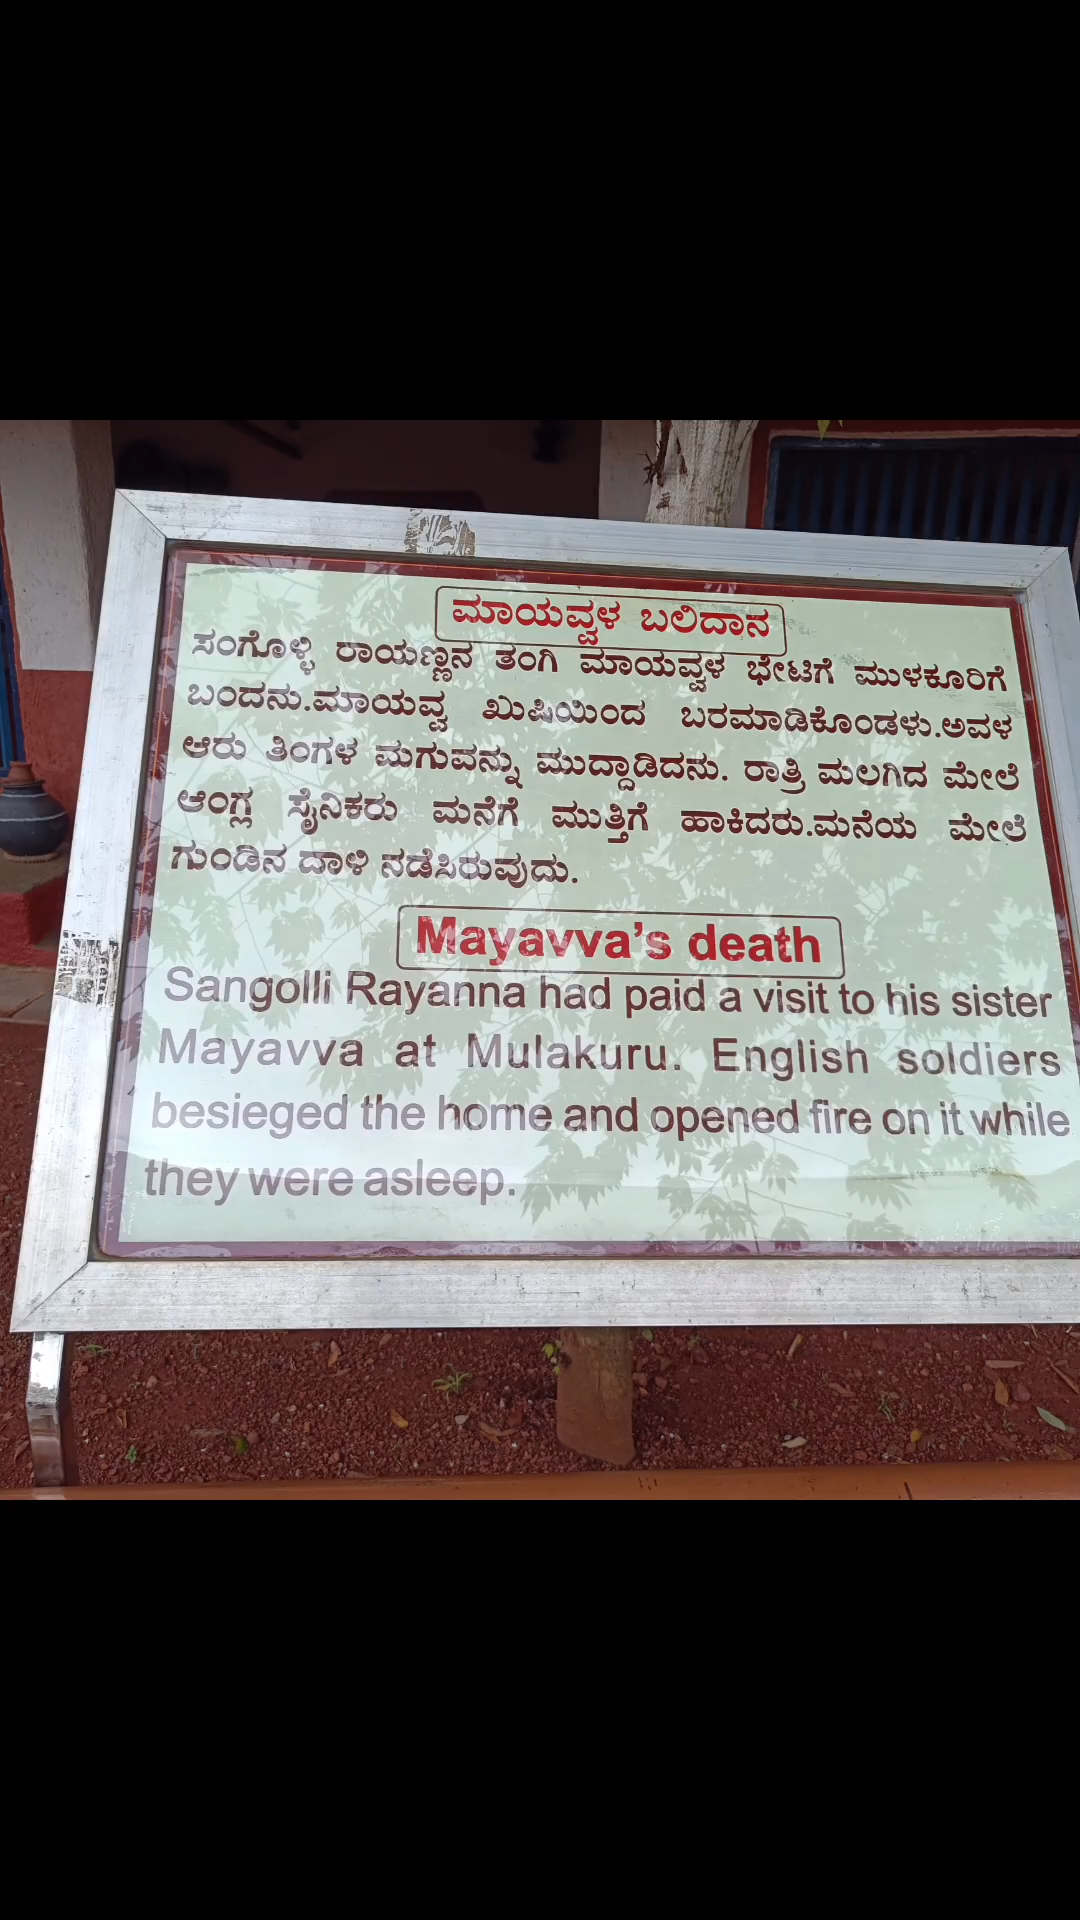 ಮಾಯವ್ವಳ ಬಲಿದಾನ
ಸಂಗೊಳ್ಳಿ ರಾಯಣ್ಣನ ತಂಗಿ ಮಾಯವ್ವಳ ಭೇಟಿಗೆ ಮುಳಕೂರಿಗೆ
ಬಂದನು.ಮಾಯವ್ವ ಖುಷಿಯಿಂದ ಬರಮಾಡಿಕೊಂಡಳು.ಅವಳ
ಆರು ತಿಂಗಳ ಮಗುವನ್ನು ಮುದ್ದಾಡಿದನು. ರಾತ್ರಿ ಮಲಗಿದ ಮೇಲೆ
ಆಂಗ್ಲ ಸೈನಿಕರು ಮನೆಗೆ ಮುತ್ತಿಗೆ ಹಾಕಿದರು.ಮನೆಯ ಮೇಲೆ
ಗುಂಡಿನ ದಾಳಿ ನಡೆಸಿರುವುದು.
Mayavva's death
Sangolli Rayanna had paid a visit to his sister
Mayavva at Mulakuru. English soldiers
besieged the home and opened fire on it while
they were asleep.